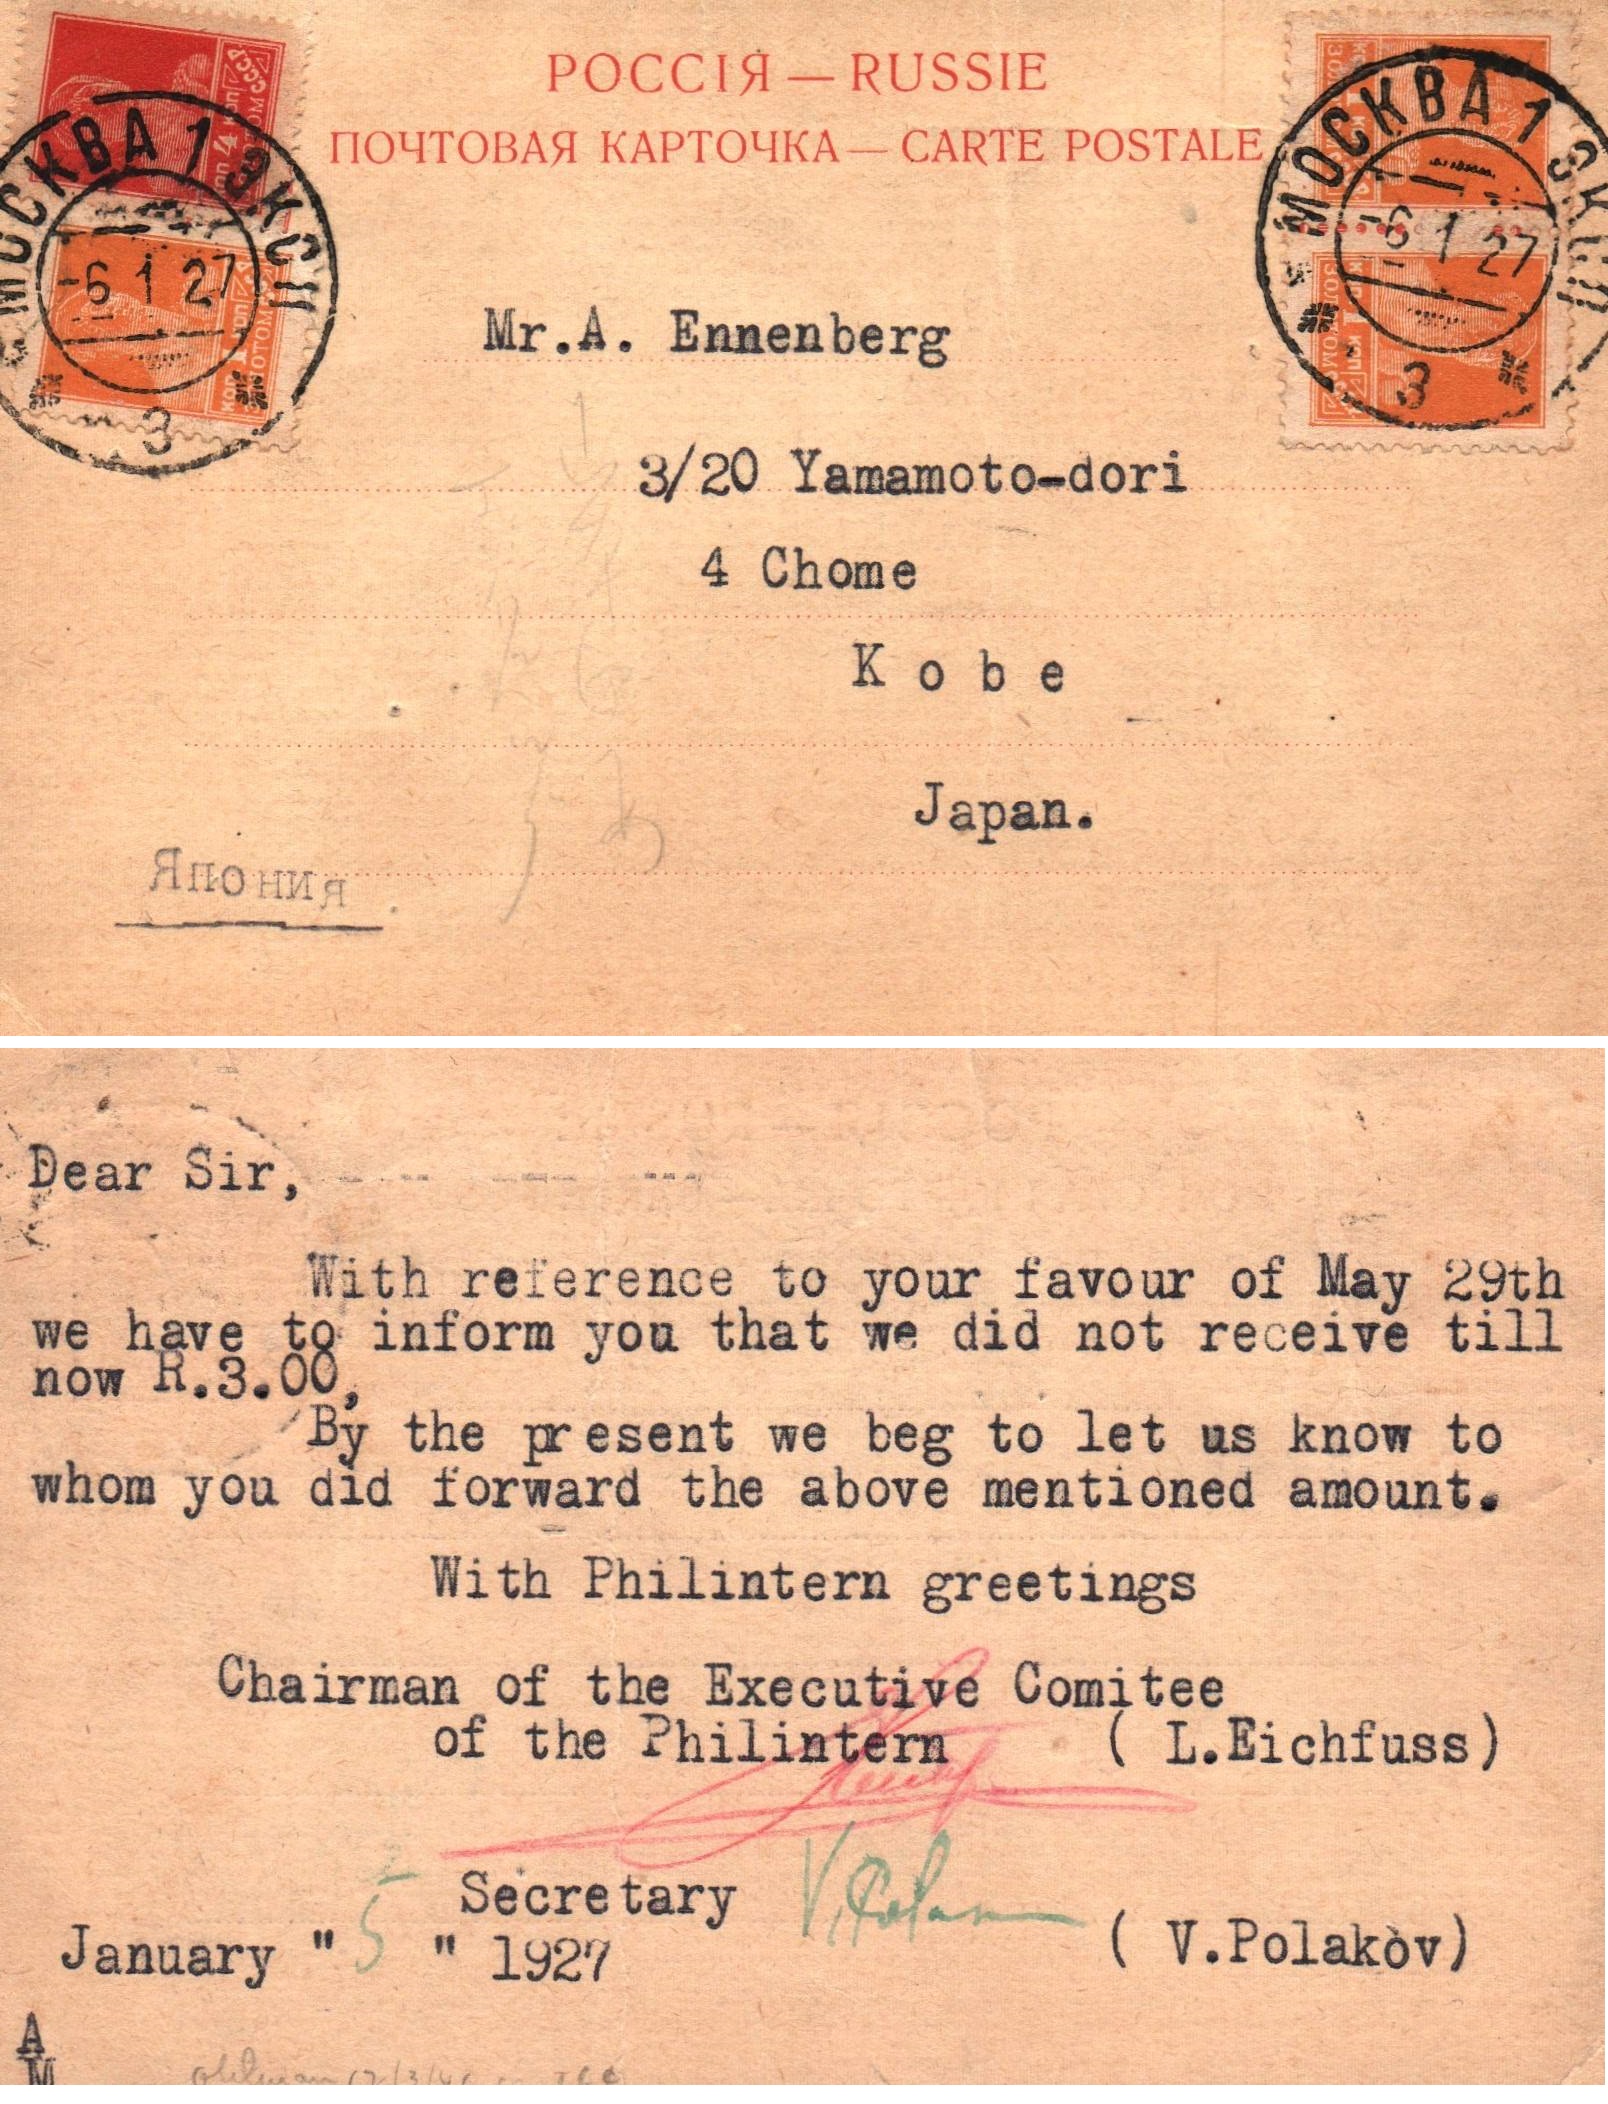 РОССІЯ — RUSSIE
ПОЧТОВАЯ КАРТОЧКА — CARTE POSTALE
МОСКВА 1 ЭКСП
-6 1 27
3
МОСКВА 1 ЭКСП
-6 1 27
3
Mr.A. Ennenberg
3/20 Yamamoto-dori
4 Chome
K o b e
Japan.
Япония
Dear Sir,
With reference to your favour of May 29th
we have to inform you that we did not receive till
now R.3.00,
By the present we beg to let us know to
whom you did forward the above mentioned amount.
With Philintern greetings
Chairman of the Executive Comitee
of the Philintern ( L.Eichfuss)
Secretary
( V.Polakov)
January " 5 " 1927
A
M